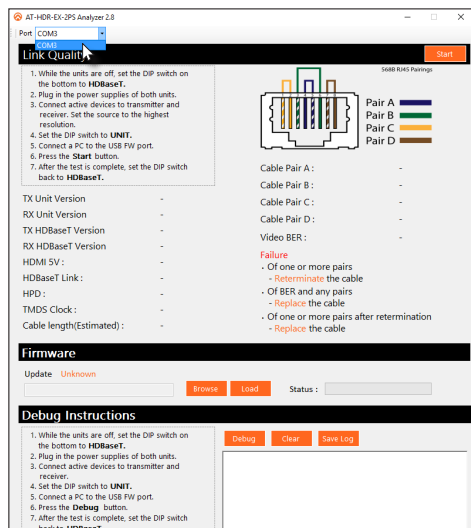 AT-HDR-EX-2PS Analyzer 2.8
Port COM3
COM3
Link Quality
Start
1. While the units are off, set the DIP switch on
the bottom to HDBaseT.
2. Plug in the power supplies of both units.
3. Connect active devices to transmitter and
receiver. Set the source to the highest
resolution.
4. Set the DIP switch to UNIT.
5. Connect a PC to the USB FW port.
6. Press the Start button.
7. After the test is complete, set the DIP switch
back to HDBaseT.
568B RJ45 Pairings
Pair A
Pair B
Pair C
Pair D
TX Unit Version -
RX Unit Version -
TX HDBaseT Version -
RX HDBaseT Version -
HDMI 5V : -
HDBaseT Link : -
HPD : -
TMDS Clock : -
Cable length(Estimated) : -
Cable Pair A : -
Cable Pair B : -
Cable Pair C : -
Cable Pair D : -
Video BER : -
Failure
• Of one or more pairs
- Reterminate the cable
• Of BER and any pairs
- Replace the cable
• Of one or more pairs after retermination
- Replace the cable
Firmware
Update Unknown
Browse Load Status :
Debug Instructions
1. While the units are off, set the DIP switch on
the bottom to HDBaseT.
2. Plug in the power supplies of both units.
3. Connect active devices to transmitter and
receiver.
4. Set the DIP switch to UNIT.
5. Connect a PC to the USB FW port.
6. Press the Debug button.
7. After the test is complete, set the DIP switch
back to HDBaseT.
Debug Clear Save Log